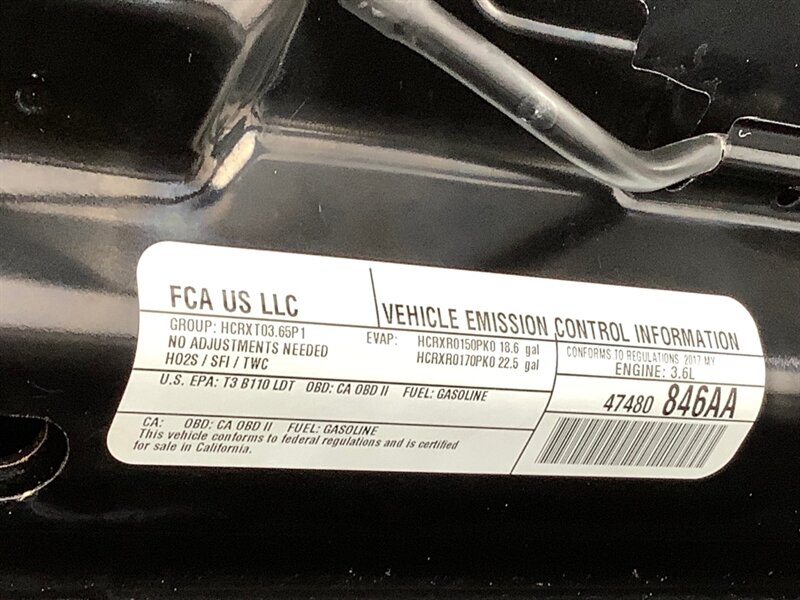 FCA US LLC
VEHICLE EMISSION CONTROL INFORMATION
GROUP: HCRXT03.65P1
NO ADJUSTMENTS NEEDED
HO2S / SFI / TWC
EVAP: HCRXR0150PK0 18.6 gal
HCRXR0170PK0 22.5 gal
CONFORMS TO REGULATIONS 2017 MY
ENGINE: 3.6L
U.S. EPA: T3 B110 LDT OBD: CA OBD II FUEL: GASOLINE
47480 846AA
CA: OBD: CA OBD II FUEL: GASOLINE
This vehicle conforms to federal regulations and is certified
for sale in California.